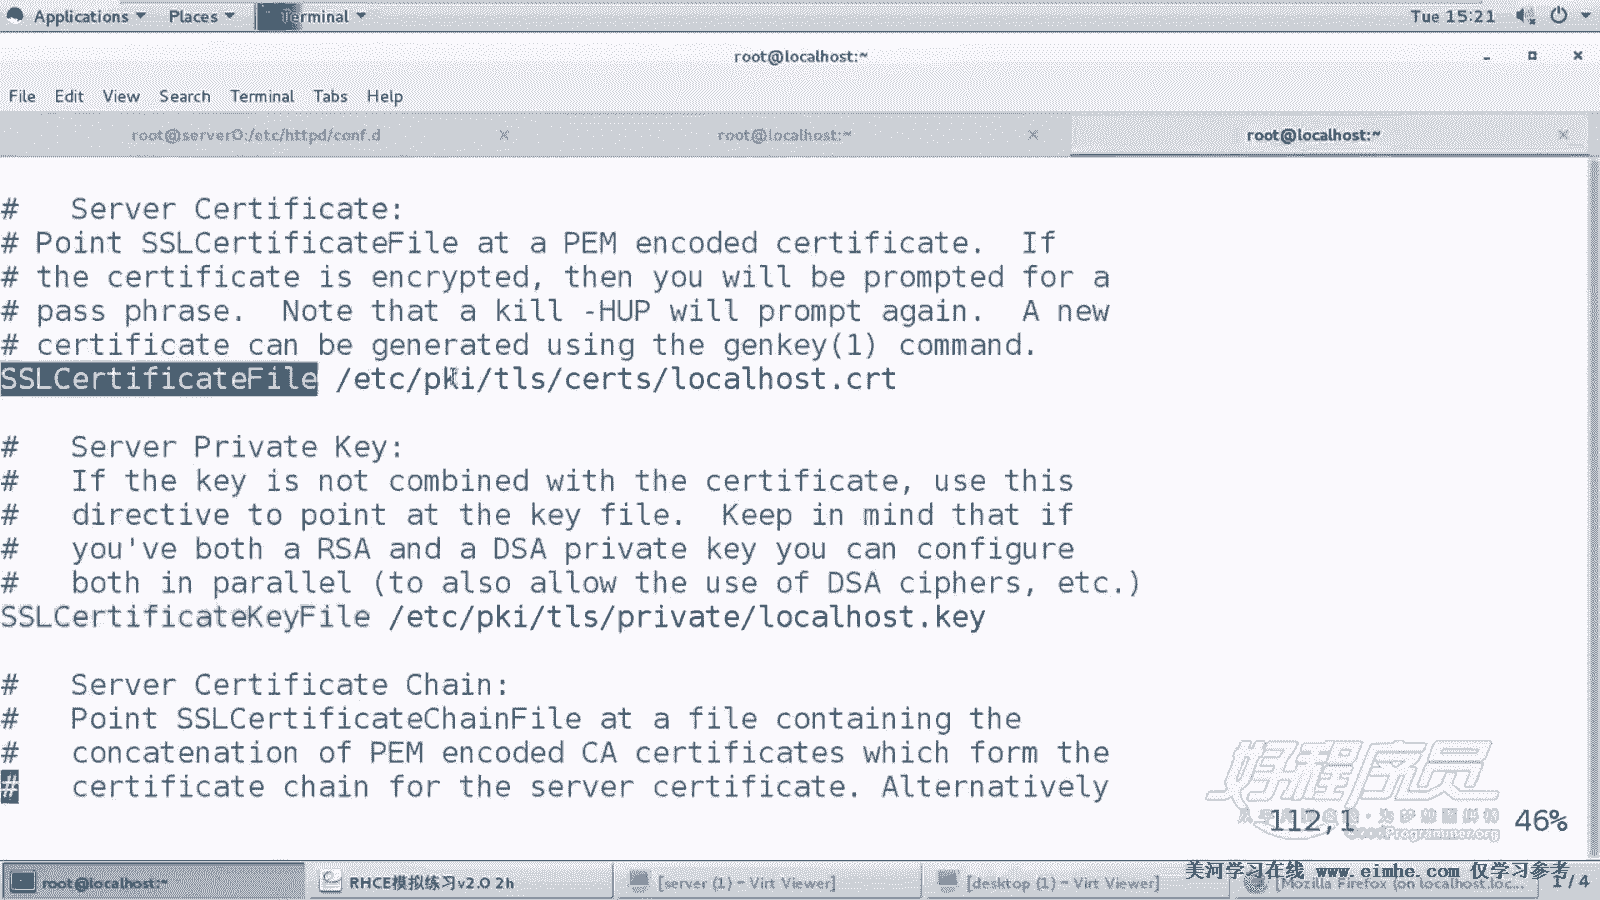 Applications Places Terminal Tue 15:21
root@localhost:~
File Edit View Search Terminal Tabs Help
root@server0:/etc/httpd/conf.d root@localhost:~ root@localhost:~
#   Server Certificate:
# Point SSLCertificateFile at a PEM encoded certificate.  If
# the certificate is encrypted, then you will be prompted for a
# pass phrase.  Note that a kill -HUP will prompt again.  A new
# certificate can be generated using the genkey(1) command.
SSLCertificateFile /etc/pki/tls/certs/localhost.crt
#   Server Private Key:
#   If the key is not combined with the certificate, use this
#   directive to point at the key file.  Keep in mind that if
#   you've both a RSA and a DSA private key you can configure
#   both in parallel (to also allow the use of DSA ciphers, etc.)
SSLCertificateKeyFile /etc/pki/tls/private/localhost.key
#   Server Certificate Chain:
#   Point SSLCertificateChainFile at a file containing the
#   concatenation of PEM encoded CA certificates which form the
#   certificate chain for the server certificate. Alternatively
好程序员
112,1 46%
GoodProgrammer.org
美河学习在线 www.eimhe.com 仅学习参考
root@localhost:~ RHCE模拟练习v2.0 2h [server (1) - Virt Viewer] [desktop (1) - Virt Viewer] [Mozilla Firefox (on localhost.loc... 1 / 4